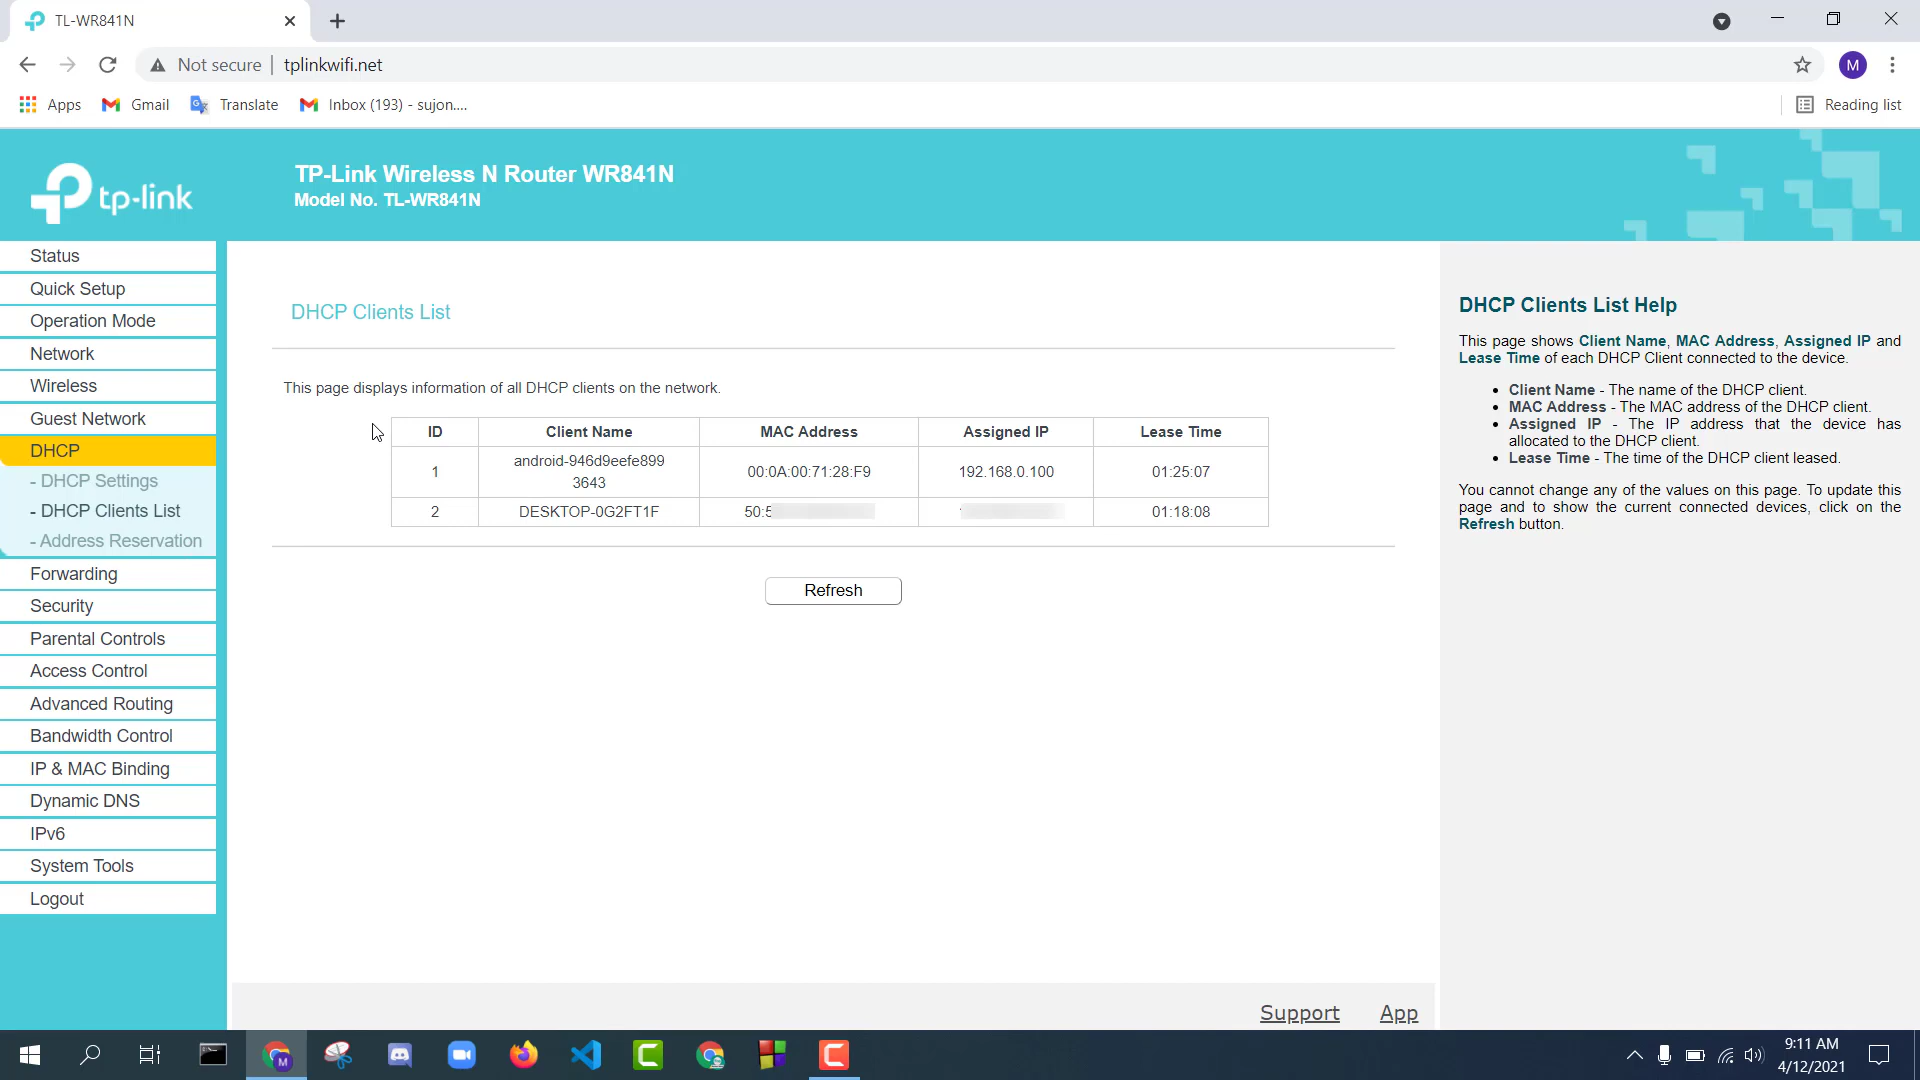 TL-WR841N
Not secure
tplinkwifi.net
M
Apps
Gmail
Translate
Inbox (193) - sujon....
Reading list
tp-link
TP-Link Wireless N Router WR841N
Model No. TL-WR841N
Status
Quick Setup
Operation Mode
Network
Wireless
Guest Network
DHCP
- DHCP Settings
- DHCP Clients List
- Address Reservation
Forwarding
Security
Parental Controls
Access Control
Advanced Routing
Bandwidth Control
IP & MAC Binding
Dynamic DNS
IPv6
System Tools
Logout
DHCP Clients List
This page displays information of all DHCP clients on the network.
ID Client Name MAC Address Assigned IP Lease Time
1 android-946d9eefe899
3643 00:0A:00:71:28:F9 192.168.0.100 01:25:07
2 DESKTOP-0G2FT1F 50:5 01:18:08
Refresh
DHCP Clients List Help
This page shows Client Name, MAC Address, Assigned IP and
Lease Time of each DHCP Client connected to the device.
Client Name - The name of the DHCP client.
MAC Address - The MAC address of the DHCP client.
Assigned IP - The IP address that the device has
allocated to the DHCP client.
Lease Time - The time of the DHCP client leased.
You cannot change any of the values on this page. To update this
page and to show the current connected devices, click on the
Refresh button.
Support
App
M
9:11 AM
4/12/2021